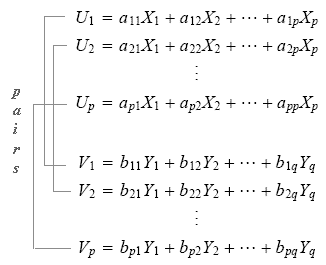 U₁ = a₁₁X₁ + a₁₂X₂ + ··· + a₁ₚXₚ
U₂ = a₂₁X₁ + a₂₂X₂ + ··· + a₂ₚXₚ
⋮
Uₚ = aₚ₁X₁ + aₚ₂X₂ + ··· + aₚₚXₚ
pairs
V₁ = b₁₁Y₁ + b₁₂Y₂ + ··· + b₁qYq
V₂ = b₂₁Y₁ + b₂₂Y₂ + ··· + b₂qYq
⋮
Vₚ = bₚ₁Y₁ + bₚ₂Y₂ + ··· + bₚqYq